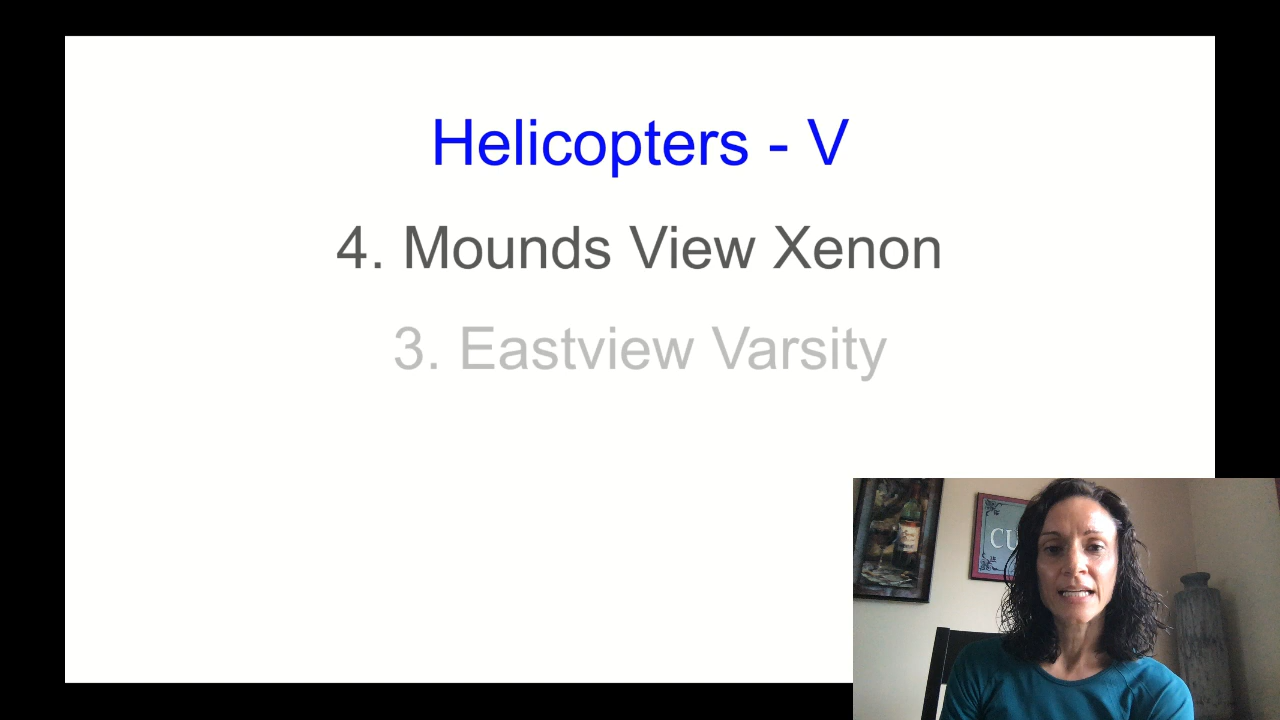 Helicopters - V
4. Mounds View Xenon
3. Eastview Varsity